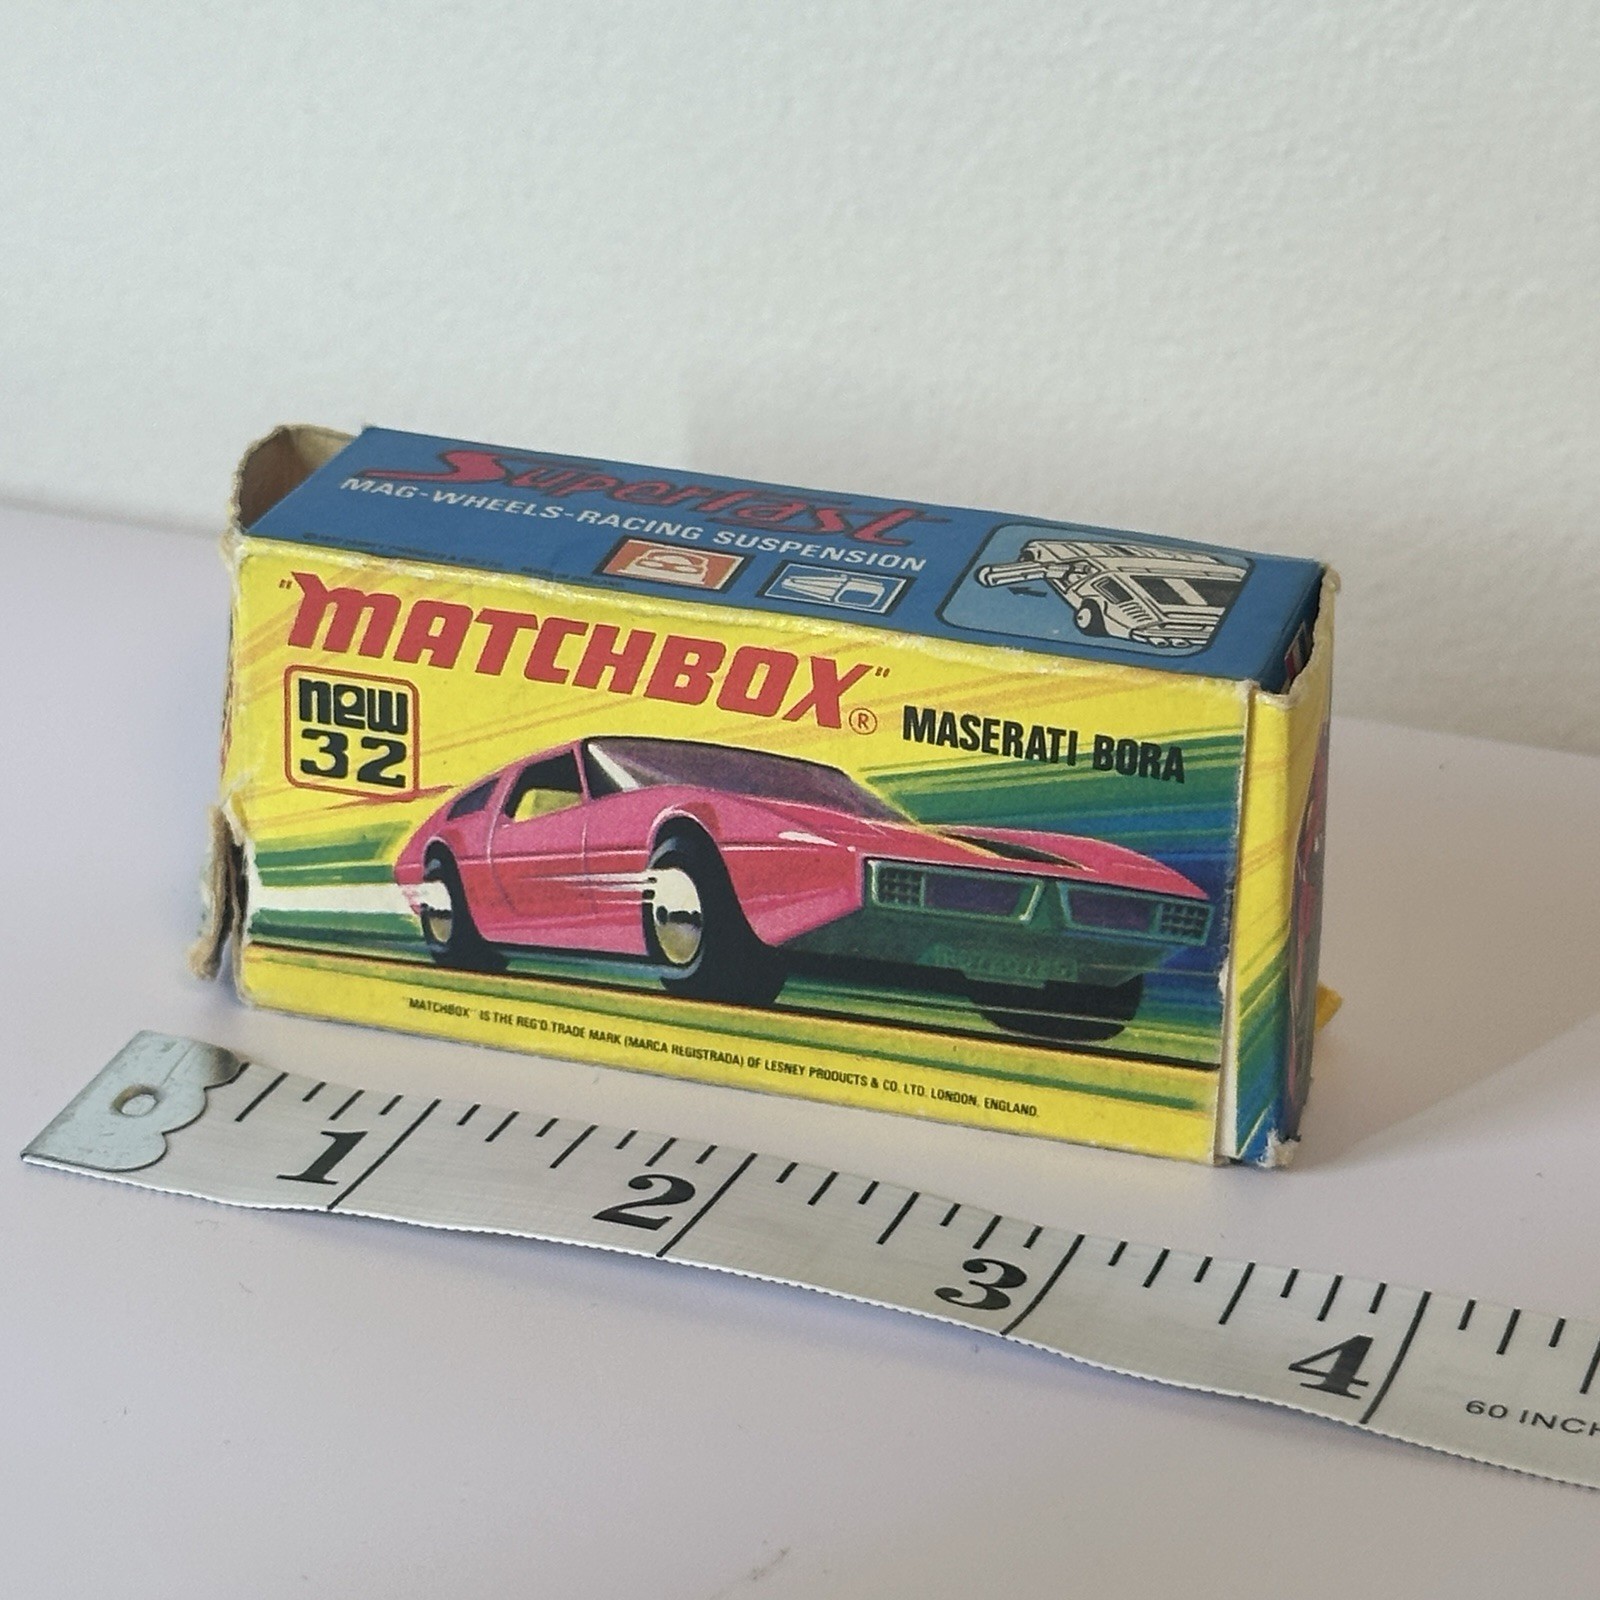 Superfast
MAG-WHEELS-RACING SUSPENSION
"MATCHBOX"®
new
32
MASERATI BORA
"MATCHBOX" IS THE REG'D. TRADE MARK (MARCA REGISTRADA) OF LESNEY PRODUCTS & CO. LTD. LONDON, ENGLAND.
1
2
3
4
60 INCH